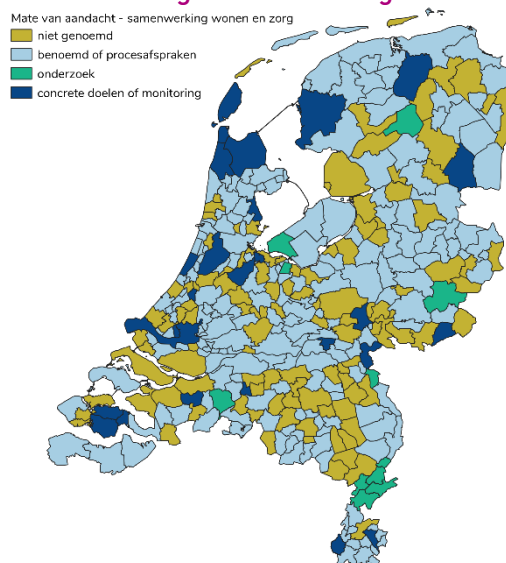 Mate van aandacht - samenwerking wonen en zorg
niet genoemd
benoemd of procesafspraken
onderzoek
concrete doelen of monitoring